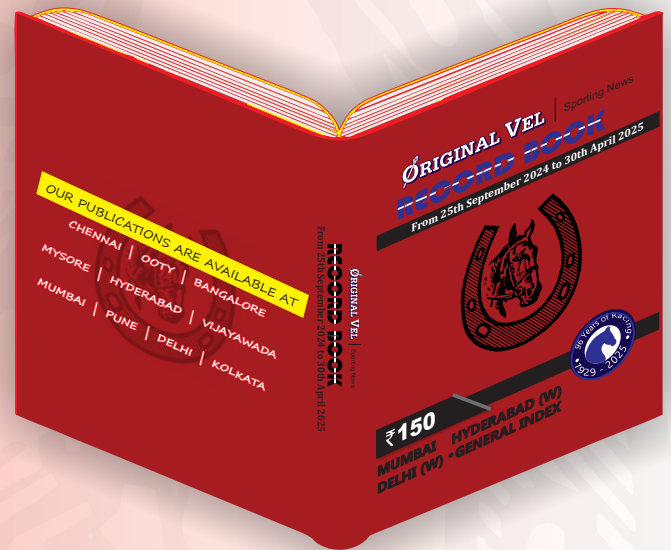 OUR PUBLICATIONS ARE AVAILABLE AT
CHENNAI | OOTY | BANGALORE
MYSORE | HYDERABAD | VIJAYAWADA
MUMBAI | PUNE | DELHI | KOLKATA
ORIGINAL VEL | Sporting News
RECORD BOOK
From 25th September 2024 to 30th April 2025
ORIGINAL VEL | Sporting News
RECORD BOOK
From 25th September 2024 to 30th April 2025
96 Years of Racing
•1929 - 2025•
₹150
MUMBAI HYDERABAD (W)
DELHI (W) •GENERAL INDEX